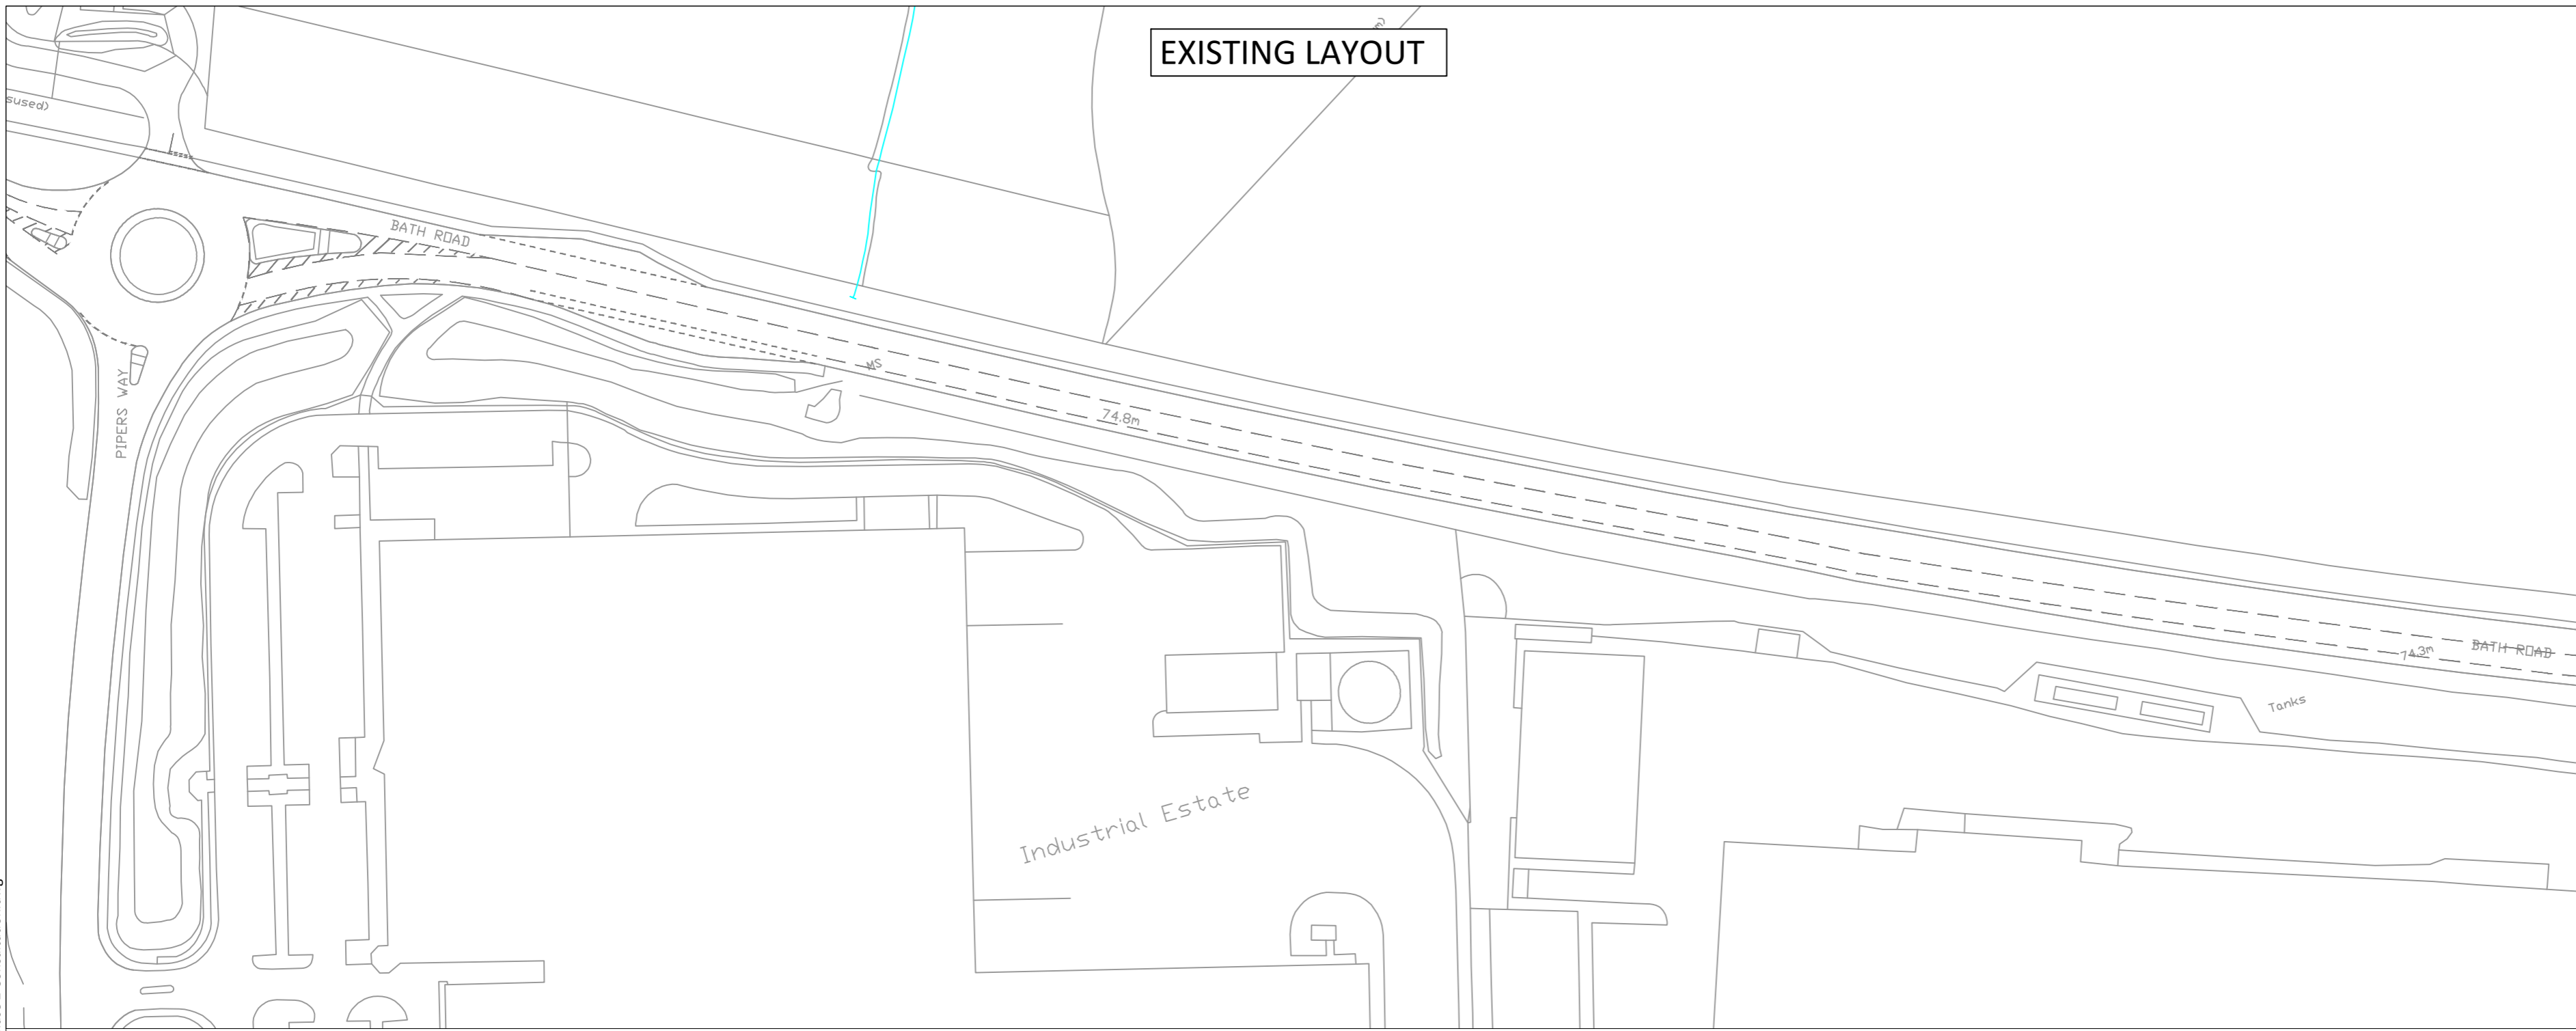 EXISTING LAYOUT
sused)
BATH ROAD
MS
PIPERS WAY
74.8m
BATH ROAD
74.3m
Tanks
Industrial Estate